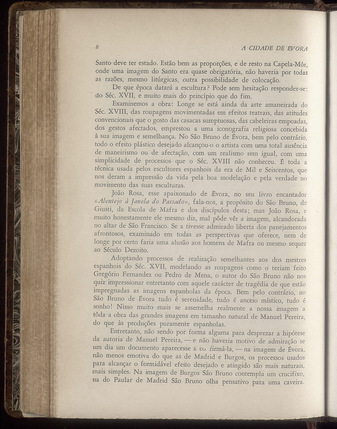 8 A CIDADE DE EVORA
Santo deve ter estado. Estão bem as proporções, e de resto na Capela-Mór,
onde uma imagem do Santo era quase obrigatória, não haveria por todas
as razões, mesmo litúrgicas, outra possibilidade de colocação.
De que época datará a escultura? Pode sem hesitação responder-se:
do Séc. XVII, e muito mais do princípio que do fim.
Examinemos a obra: Longe se está ainda da arte amaneirada do
Séc. XVIII, das roupagens movimentadas em efeitos teatrais, das atitudes
convencionais que o gosto das casacas sumptuosas, das cabeleiras empoadas,
dos gestos afectados, emprestou a uma iconografia religiosa concebida
à sua imagem e semelhança. No São Bruno de Évora, bem pelo contrário,
todo o efeito plástico desejado alcançou-o o artista com uma total ausência
de maneirismo ou de afectação, com um realismo sem igual, com uma
simplicidade de processos que o Séc. XVIII não conheceu. É toda a
técnica usada pelos escultores espanhois da era de Mil e Seiscentos, que
nos deram a impressão da vida pela boa modelação e pela verdade no
movimento das suas esculturas.
João Rosa, esse apaixonado de Évora, no seu livro encantador
«Alentejo à Janela do Passado», fala-nos, a propósito do São Bruno, de
Giusti, da Escola de Mafra e dos discípulos desta; mas João Rosa, e
muito honestamente ele mesmo diz, mal pôde vêr a imagem, alcandorada
no altar de São Francisco. Se a tivesse admirado liberta dos panejamentos
afrontosos, examinado em todas as perspectivas que oferece, nem de
longe por certo faria uma alusão aos homens de Mafra ou mesmo sequer
ao Século Dezoito.
Adoptando processos de realização semelhantes aos dos mestres
espanhois do Séc. XVII, modelando as roupagens como o teriam feito
Gregório Fernandez ou Pedro de Mena, o autor do São Bruno não nos
quiz impressionar entretanto com aquele carácter de tragédia de que estão
impregnadas as imagens espanholas da época. Bem pelo contrário, no
São Bruno de Évora tudo é serenidade, tudo é anceio místico, tudo é
sonho! Nisso muito mais se assemelha realmente a nossa imagem a
tôda a obra das grandes imagens em tamanho natural de Manuel Pereira,
do que às produções puramente espanholas.
Entretanto, não sendo por forma alguma para desprezar a hipótese
da autoria de Manuel Pereira, — e não haveria motivo de admiração se
um dia um documento aparecesse a firmá-la, — na imagem de Évora,
não menos emotiva do que as de Madrid e Burgos, os processos usados
para alcançar o formidável efeito desejado e atingido são mais naturais,
mais simples. Na imagem de Burgos São Bruno contempla um crucifixo,
na do Paular de Madrid São Bruno olha pensativo para uma caveira.